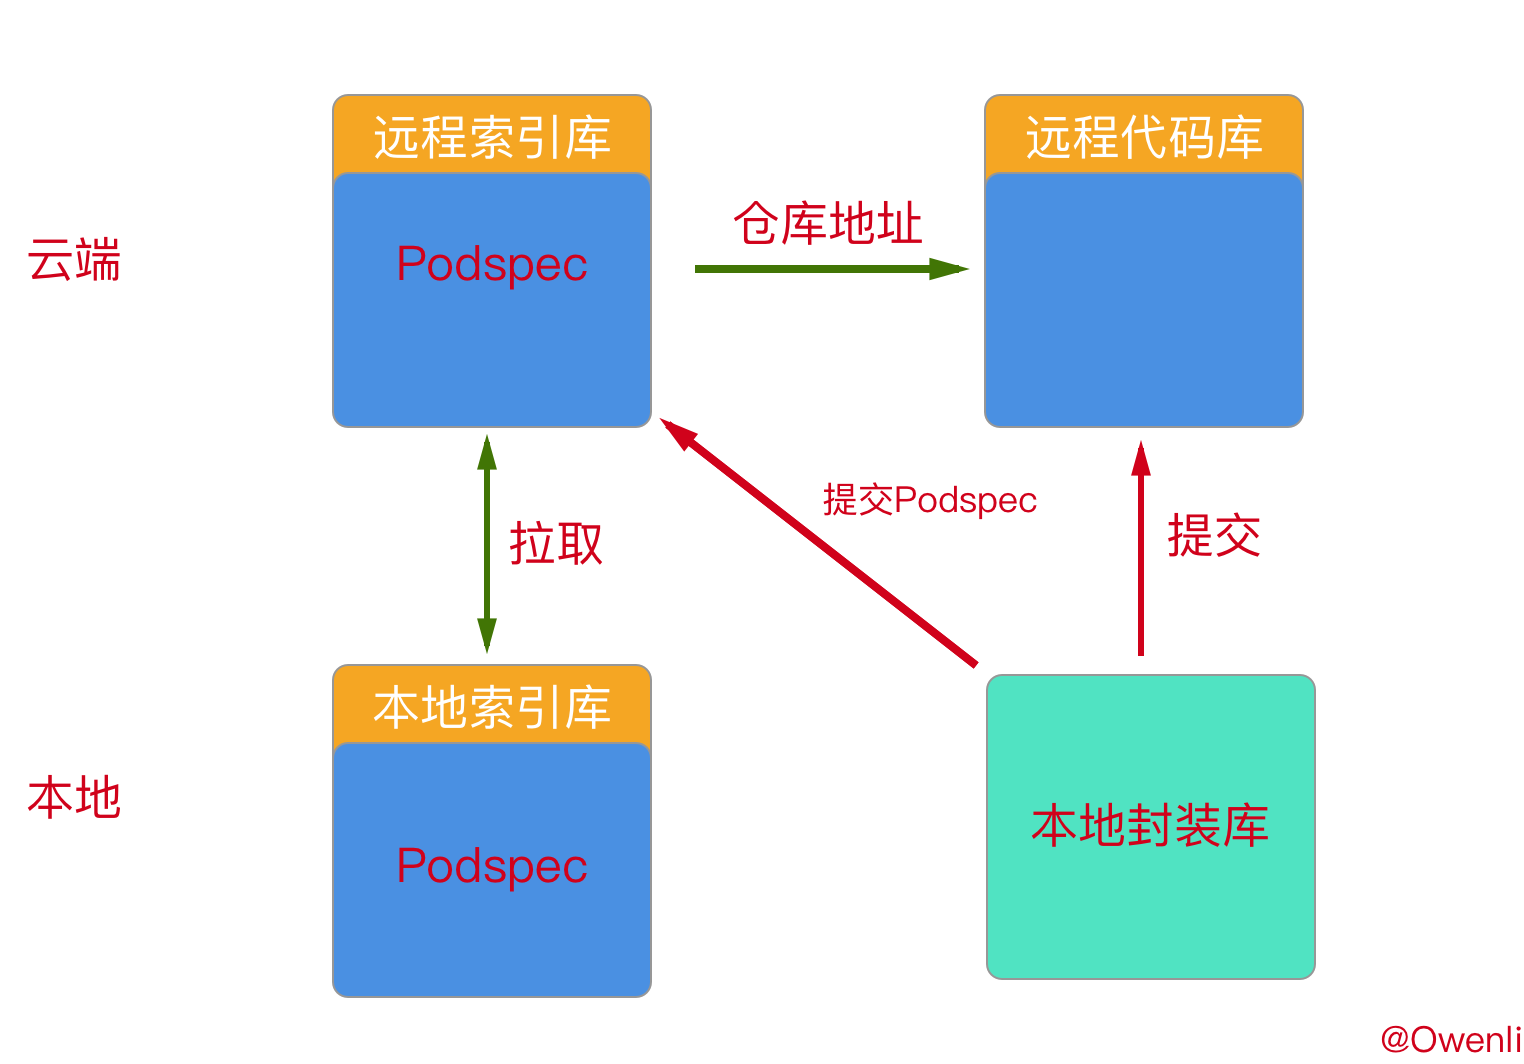 远程索引库
远程代码库
仓库地址
云端
Podspec
提交Podspec
拉取
提交
本地索引库
本地
Podspec
本地封装库
@Owenli